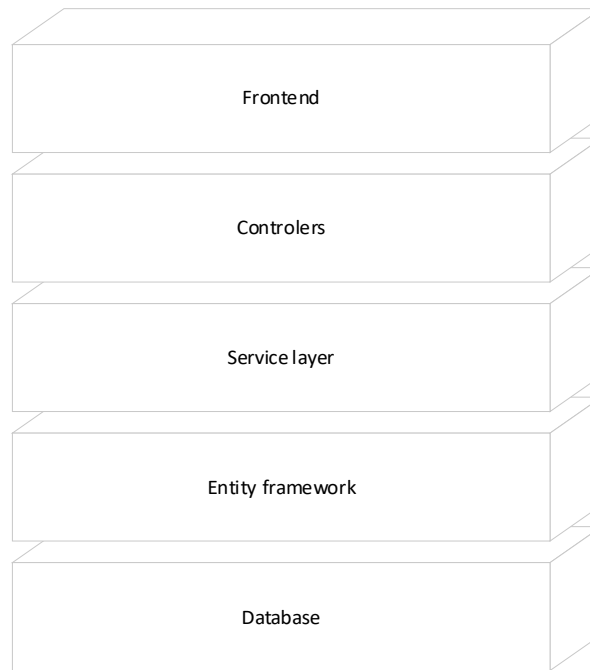 Frontend
Controlers
Service layer
Entity framework
Database